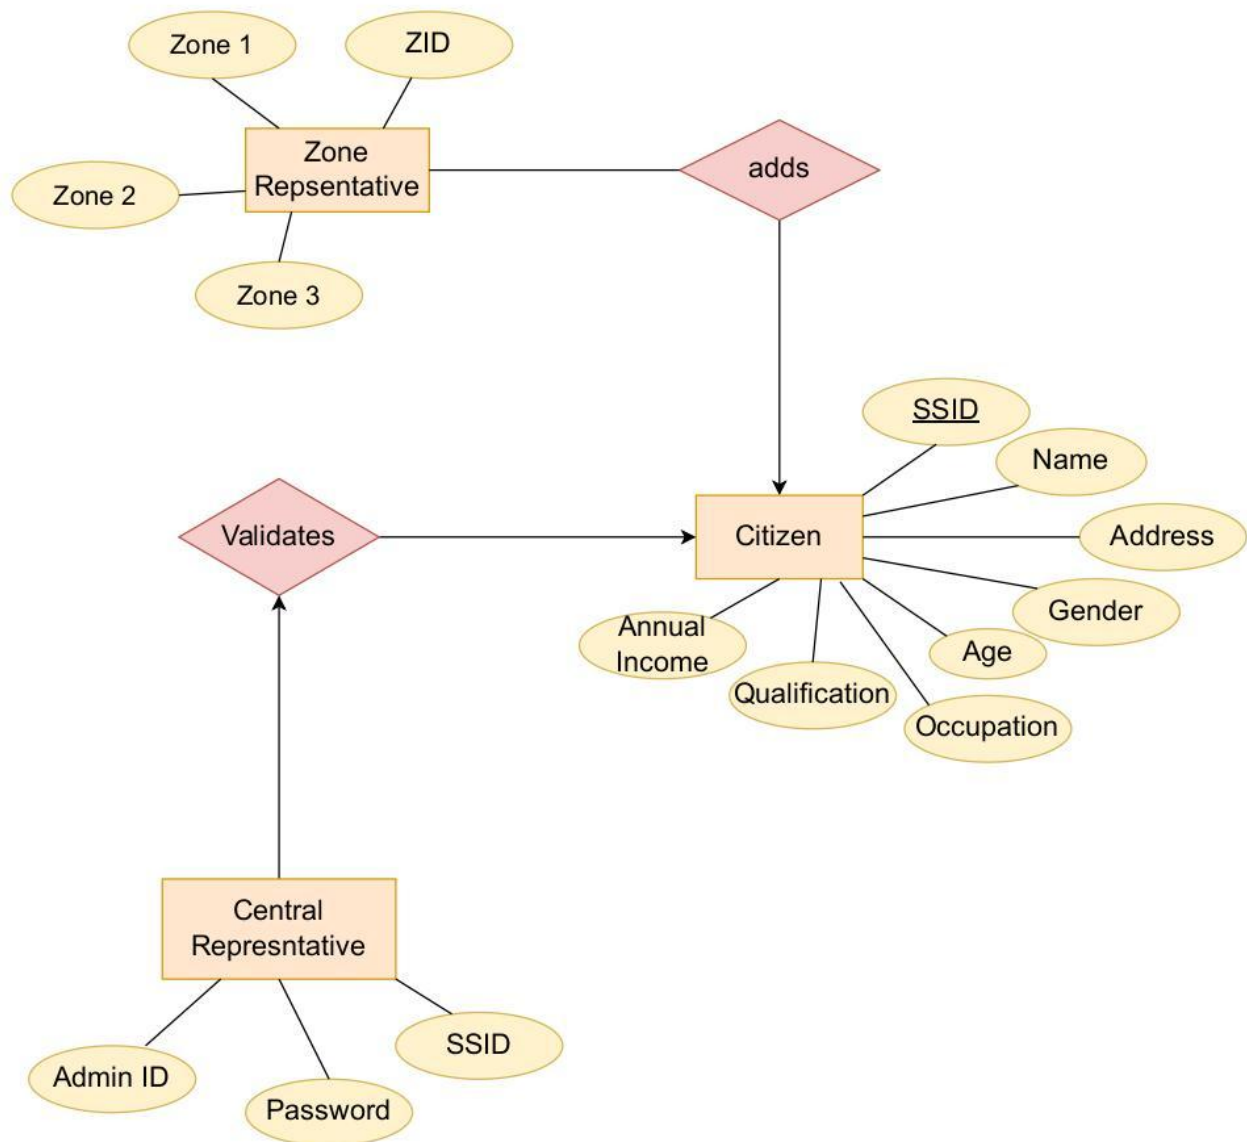 Zone 1
ZID
Zone
Repsentative
adds
Zone 2
Zone 3
SSID
Name
Validates
Citizen
Address
Gender
Annual
Income
Age
Qualification
Occupation
Central
Represntative
SSID
Admin ID
Password